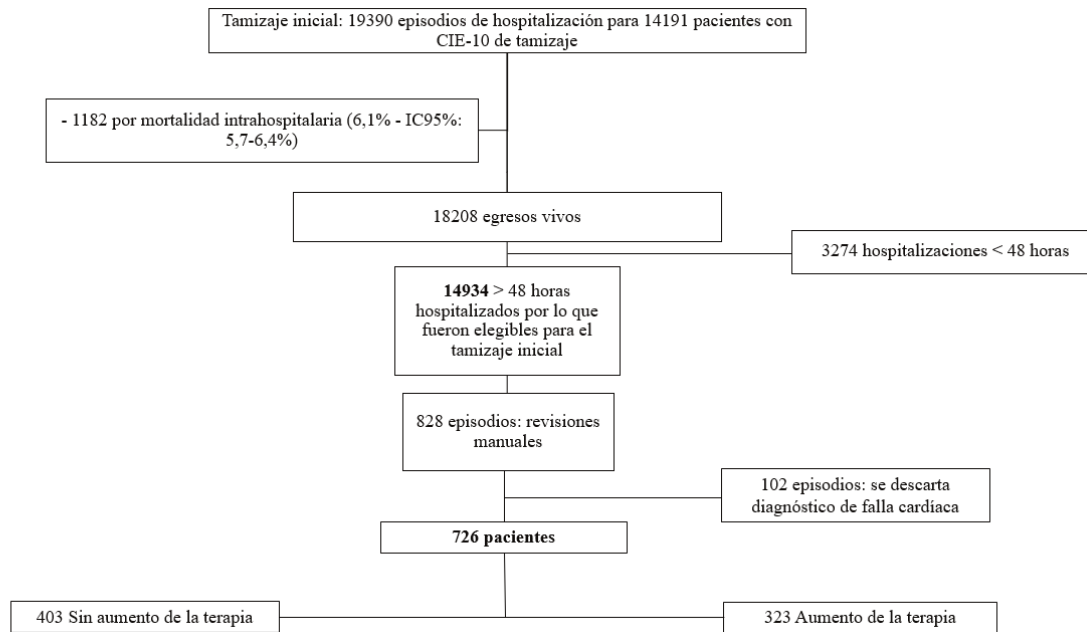 Tamizaje inicial: 19390 episodios de hospitalización para 14191 pacientes con
CIE-10 de tamizaje
- 1182 por mortalidad intrahospitalaria (6,1% - IC95%:
5,7-6,4%)
18208 egresos vivos
3274 hospitalizaciones < 48 horas
14934 > 48 horas
hospitalizados por lo que
fueron elegibles para el
tamizaje inicial
828 episodios: revisiones
manuales
102 episodios: se descarta
diagnóstico de falla cardíaca
726 pacientes
403 Sin aumento de la terapia
323 Aumento de la terapia